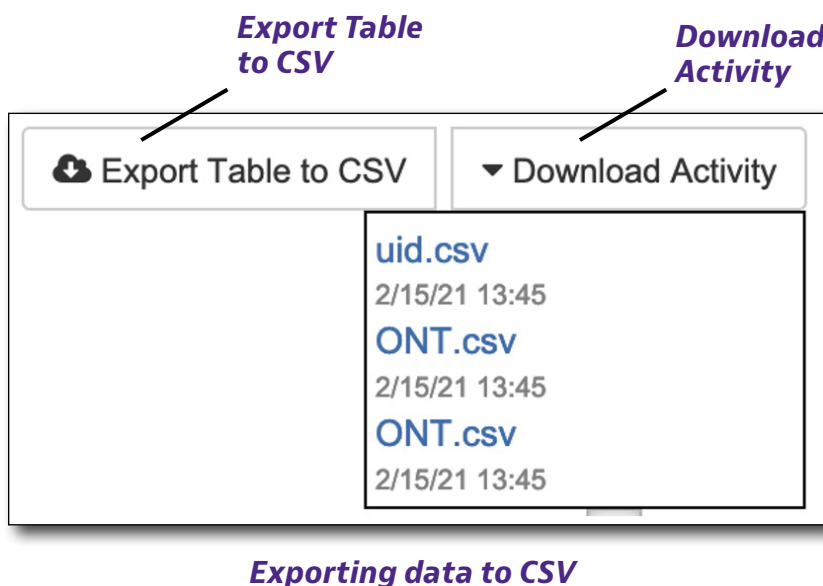 Export Table
to CSV
Download
Activity
Export Table to CSV
Download Activity
uid.csv
2/15/21 13:45
ONT.csv
2/15/21 13:45
ONT.csv
2/15/21 13:45
Exporting data to CSV